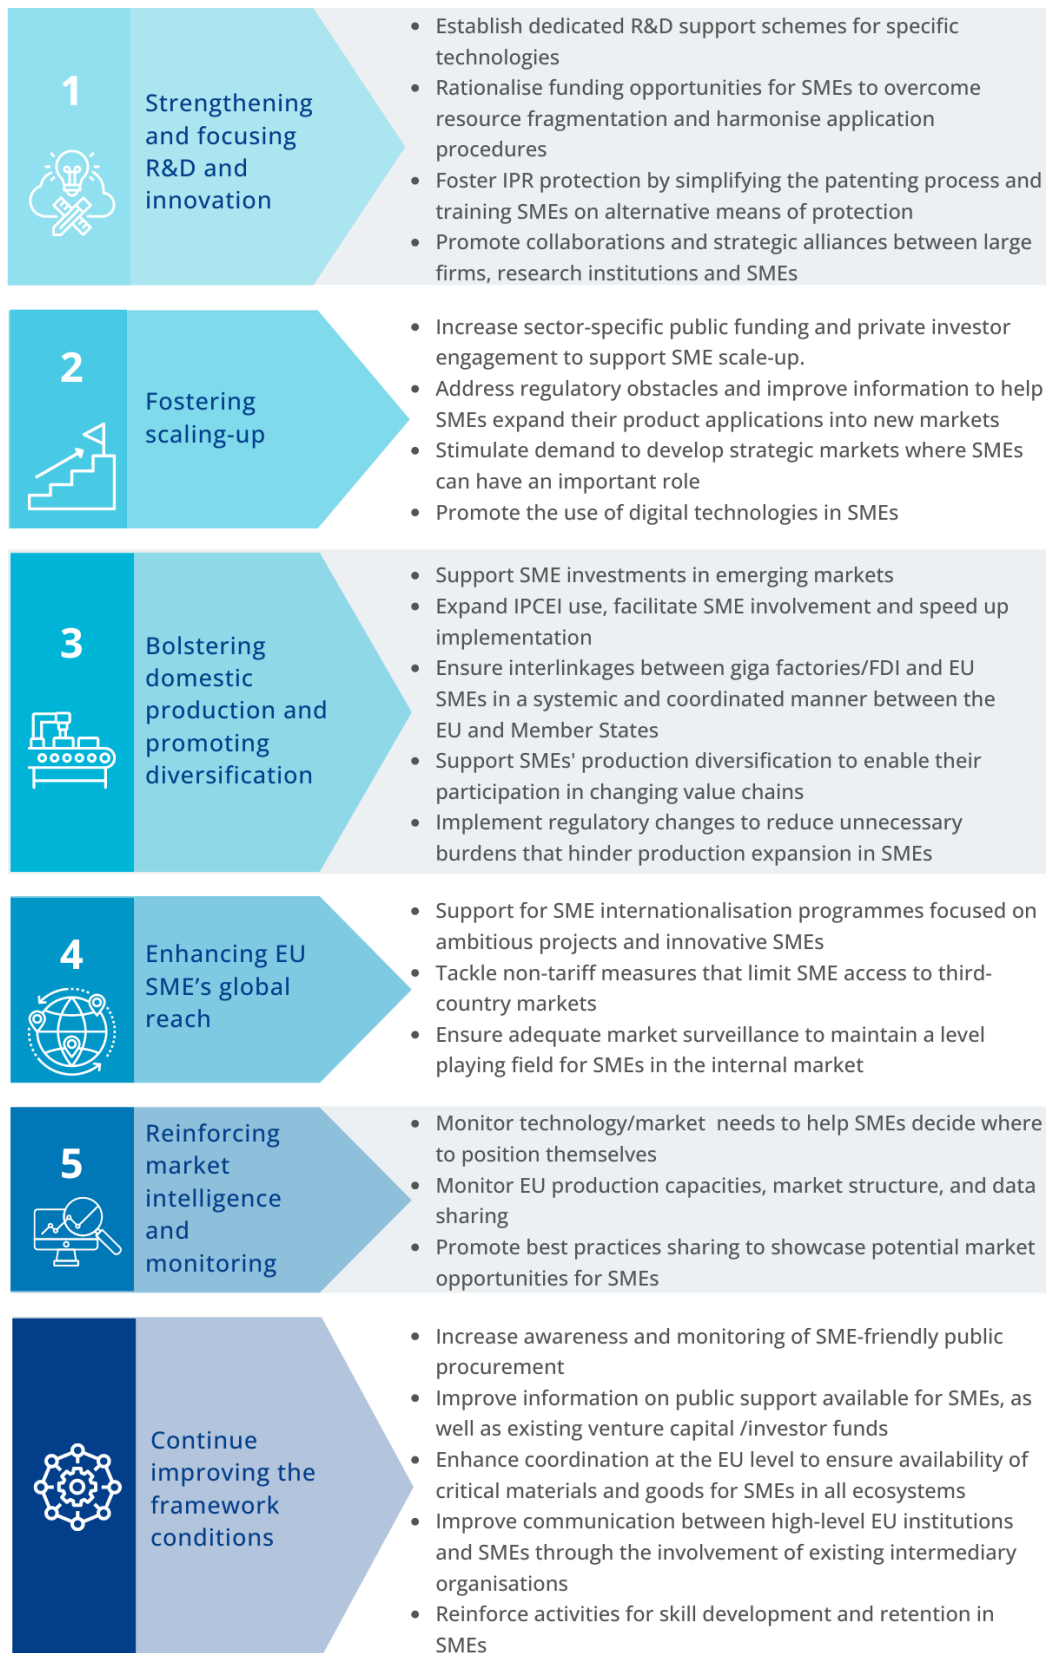 1
Strengthening
and focusing
R&D and
innovation
• Establish dedicated R&D support schemes for specific
technologies
• Rationalise funding opportunities for SMEs to overcome
resource fragmentation and harmonise application
procedures
• Foster IPR protection by simplifying the patenting process and
training SMEs on alternative means of protection
• Promote collaborations and strategic alliances between large
firms, research institutions and SMEs
2
Fostering
scaling-up
• Increase sector-specific public funding and private investor
engagement to support SME scale-up.
• Address regulatory obstacles and improve information to help
SMEs expand their product applications into new markets
• Stimulate demand to develop strategic markets where SMEs
can have an important role
• Promote the use of digital technologies in SMEs
3
Bolstering
domestic
production and
promoting
diversification
• Support SME investments in emerging markets
• Expand IPCEI use, facilitate SME involvement and speed up
implementation
• Ensure interlinkages between giga factories/FDI and EU
SMEs in a systemic and coordinated manner between the
EU and Member States
• Support SMEs' production diversification to enable their
participation in changing value chains
• Implement regulatory changes to reduce unnecessary
burdens that hinder production expansion in SMEs
4
Enhancing EU
SME’s global
reach
• Support for SME internationalisation programmes focused on
ambitious projects and innovative SMEs
• Tackle non-tariff measures that limit SME access to third-
country markets
• Ensure adequate market surveillance to maintain a level
playing field for SMEs in the internal market
5
Reinforcing
market
intelligence
and
monitoring
• Monitor technology/market  needs to help SMEs decide where
to position themselves
• Monitor EU production capacities, market structure, and data
sharing
• Promote best practices sharing to showcase potential market
opportunities for SMEs
Continue
improving the
framework
conditions
• Increase awareness and monitoring of SME-friendly public
procurement
• Improve information on public support available for SMEs, as
well as existing venture capital /investor funds
• Enhance coordination at the EU level to ensure availability of
critical materials and goods for SMEs in all ecosystems
• Improve communication between high-level EU institutions
and SMEs through the involvement of existing intermediary
organisations
• Reinforce activities for skill development and retention in
SMEs